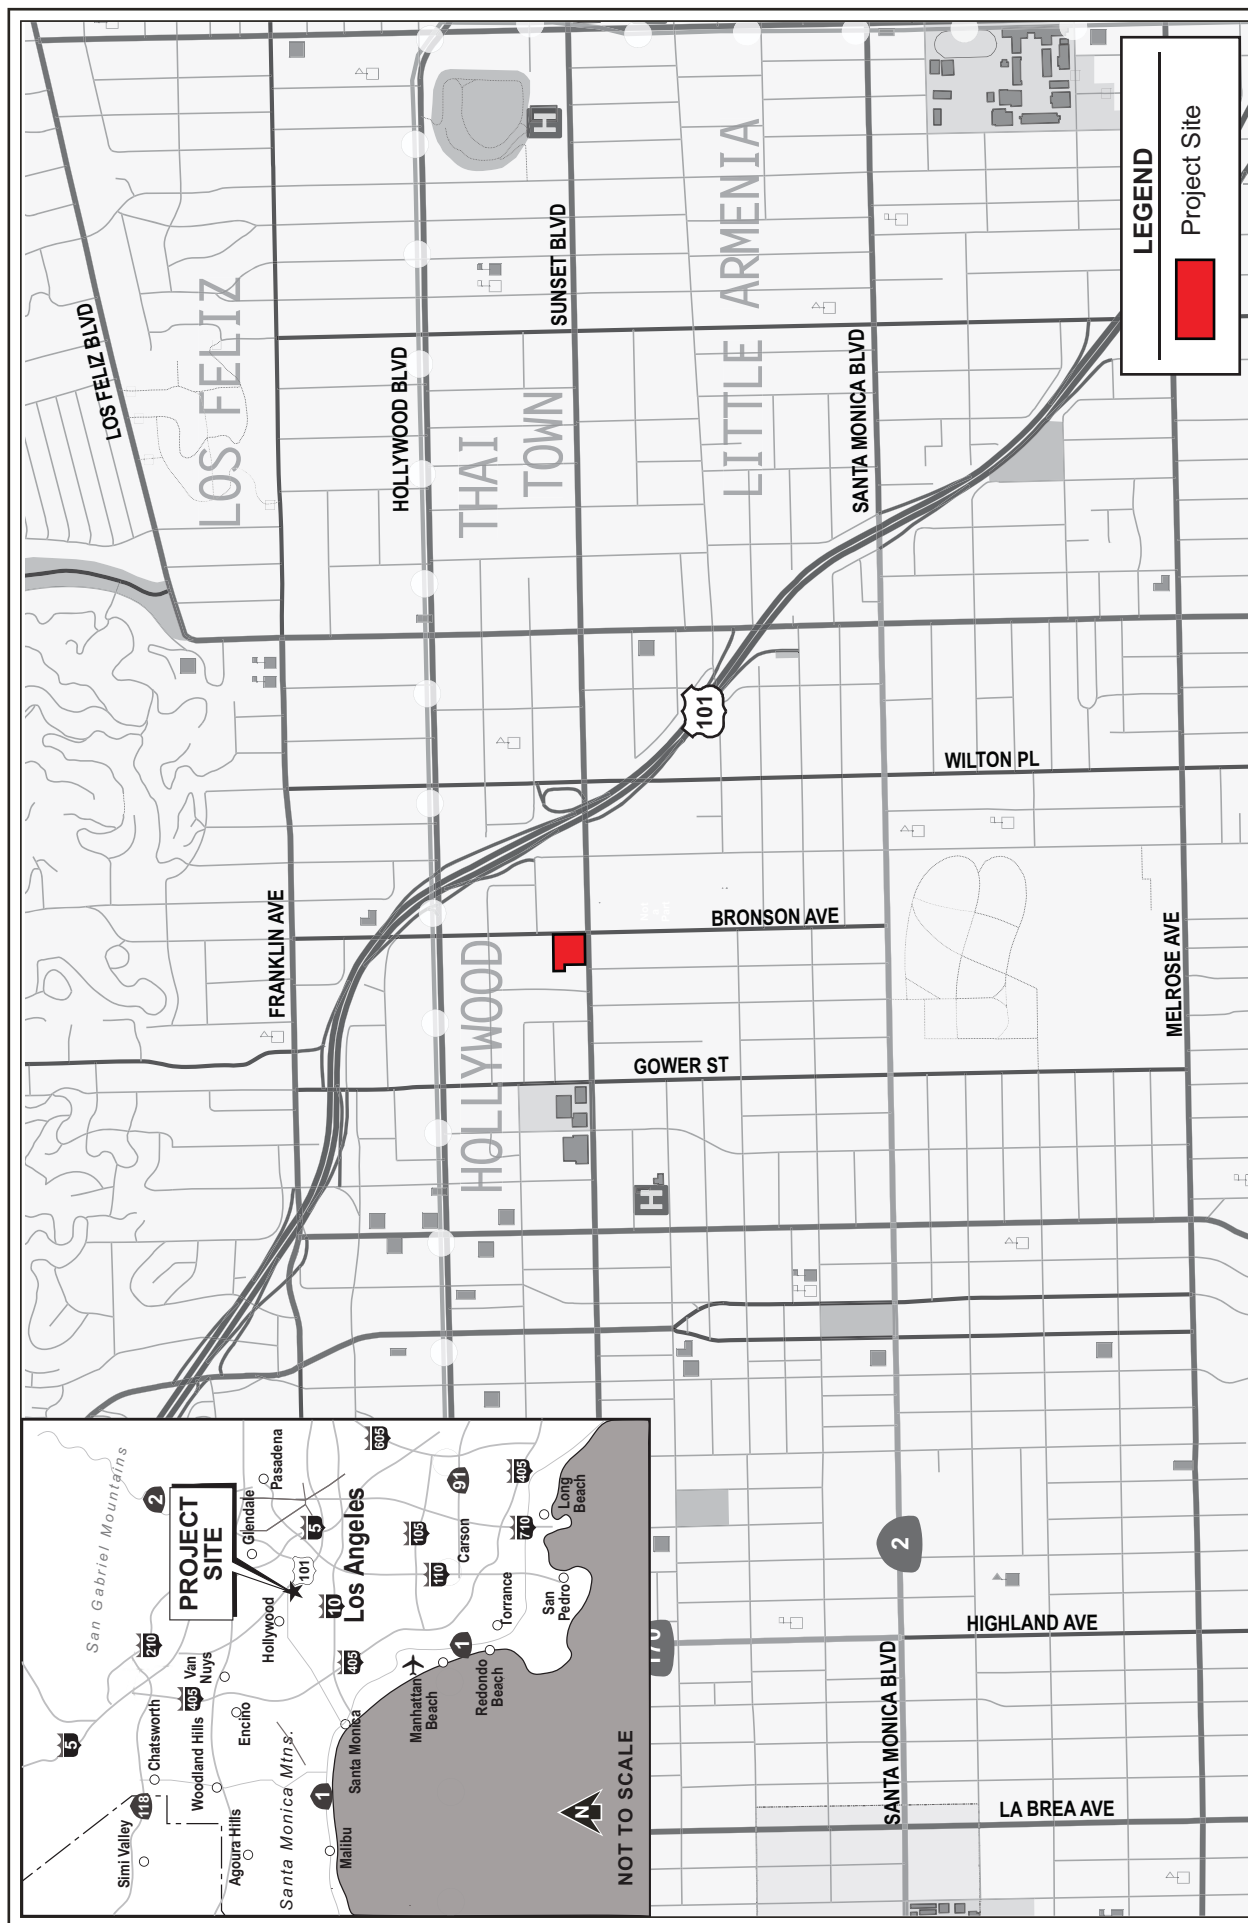 LOS FELIZ BLVD
LOS FELIZ
HOLLYWOOD BLVD
THAI
TOWN
SUNSET BLVD
H
LITTLE ARMENIA
SANTA MONICA BLVD
101
WILTON PL
FRANKLIN AVE
HOLLYWOOD
BRONSON AVE
GOWER ST
MELROSE AVE
H
2
HIGHLAND AVE
SANTA MONICA BLVD
LA BREA AVE
170
LEGEND
Project Site
San Gabriel Mountains
2
PROJECT
SITE
Glendale
Pasadena
5
210
118
Simi Valley
Chatsworth
Van
Nuys
405
Woodland Hills
Encino
Agoura Hills
Hollywood
101
5
10
Los Angeles
605
Santa Monica Mtns.
1
Malibu
Santa Monica
405
105
110
91
Carson
710
405
Manhattan
Beach
1
Redondo
Beach
Torrance
San
Pedro
Long
Beach
N
NOT TO SCALE